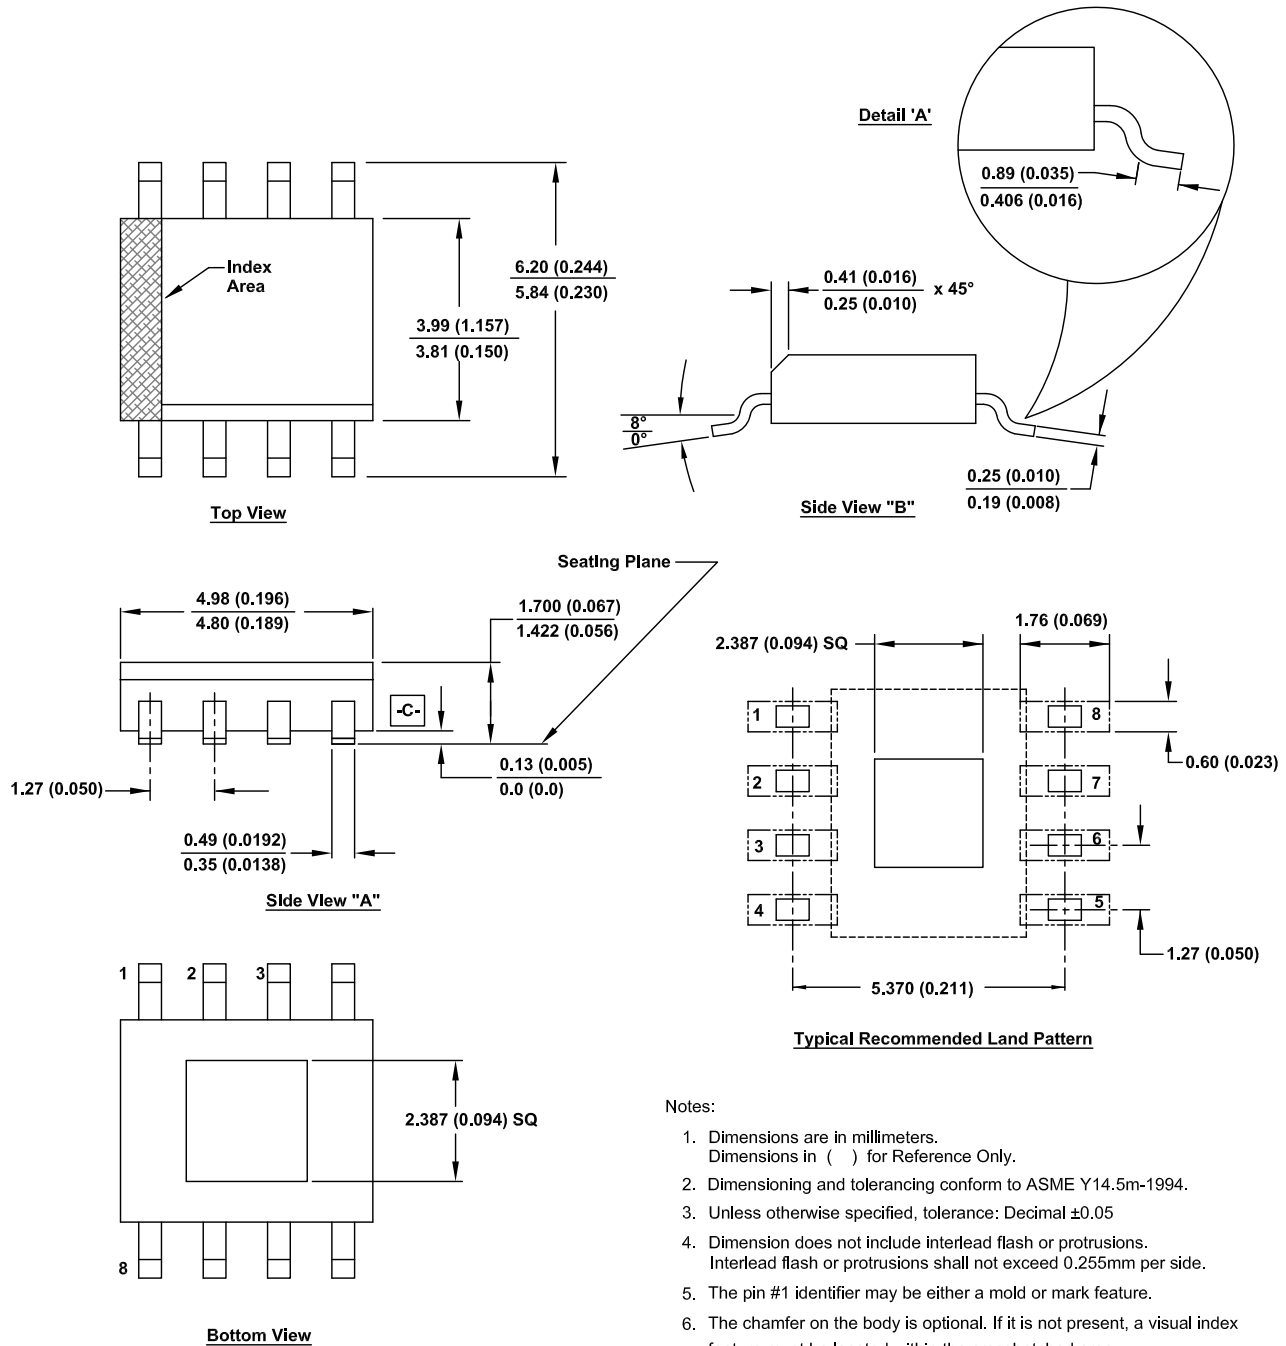 Detail 'A'
0.89 (0.035)
0.406 (0.016)
Index
Area
6.20 (0.244)
5.84 (0.230)
3.99 (1.157)
3.81 (0.150)
Top View
0.41 (0.016)
0.25 (0.010)
x 45°
8°
0°
0.25 (0.010)
0.19 (0.008)
Side View "B"
Seating Plane
4.98 (0.196)
4.80 (0.189)
1.700 (0.067)
1.422 (0.056)
-C-
0.13 (0.005)
0.0 (0.0)
1.27 (0.050)
0.49 (0.0192)
0.35 (0.0138)
Side View "A"
2.387 (0.094) SQ
1.76 (0.069)
1
8
0.60 (0.023)
2
7
3
6
4
5
1.27 (0.050)
5.370 (0.211)
Typical Recommended Land Pattern
1
2
3
2.387 (0.094) SQ
8
Bottom View
Notes:
1. Dimensions are in millimeters.
Dimensions in ( ) for Reference Only.
2. Dimensioning and tolerancing conform to ASME Y14.5m-1994.
3. Unless otherwise specified, tolerance: Decimal ±0.05
4. Dimension does not include interlead flash or protrusions.
Interlead flash or protrusions shall not exceed 0.255mm per side.
5. The pin #1 identifier may be either a mold or mark feature.
6. The chamfer on the body is optional. If it is not present, a visual index